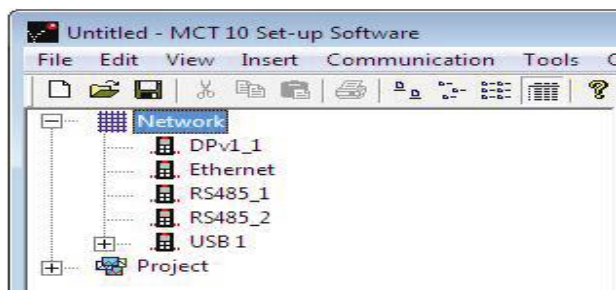 Untitled - MCT 10 Set-up Software
File Edit View Insert Communication Tools
Network
DPv1_1
Ethernet
RS485_1
RS485_2
USB 1
Project